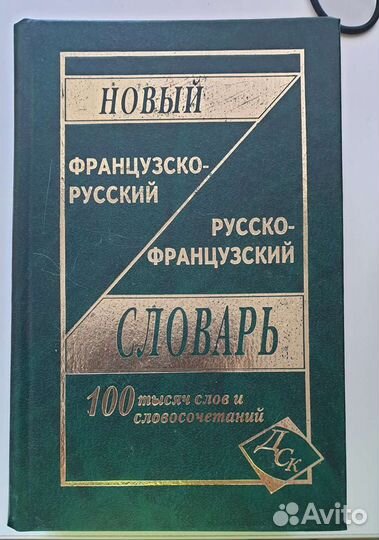 НОВЫЙ
ФРАНЦУЗСКО-
РУССКИЙ
РУССКО-
ФРАНЦУЗСКИЙ
СЛОВАРЬ
100 тысяч слов и
словосочетаний
ДСК
Avito